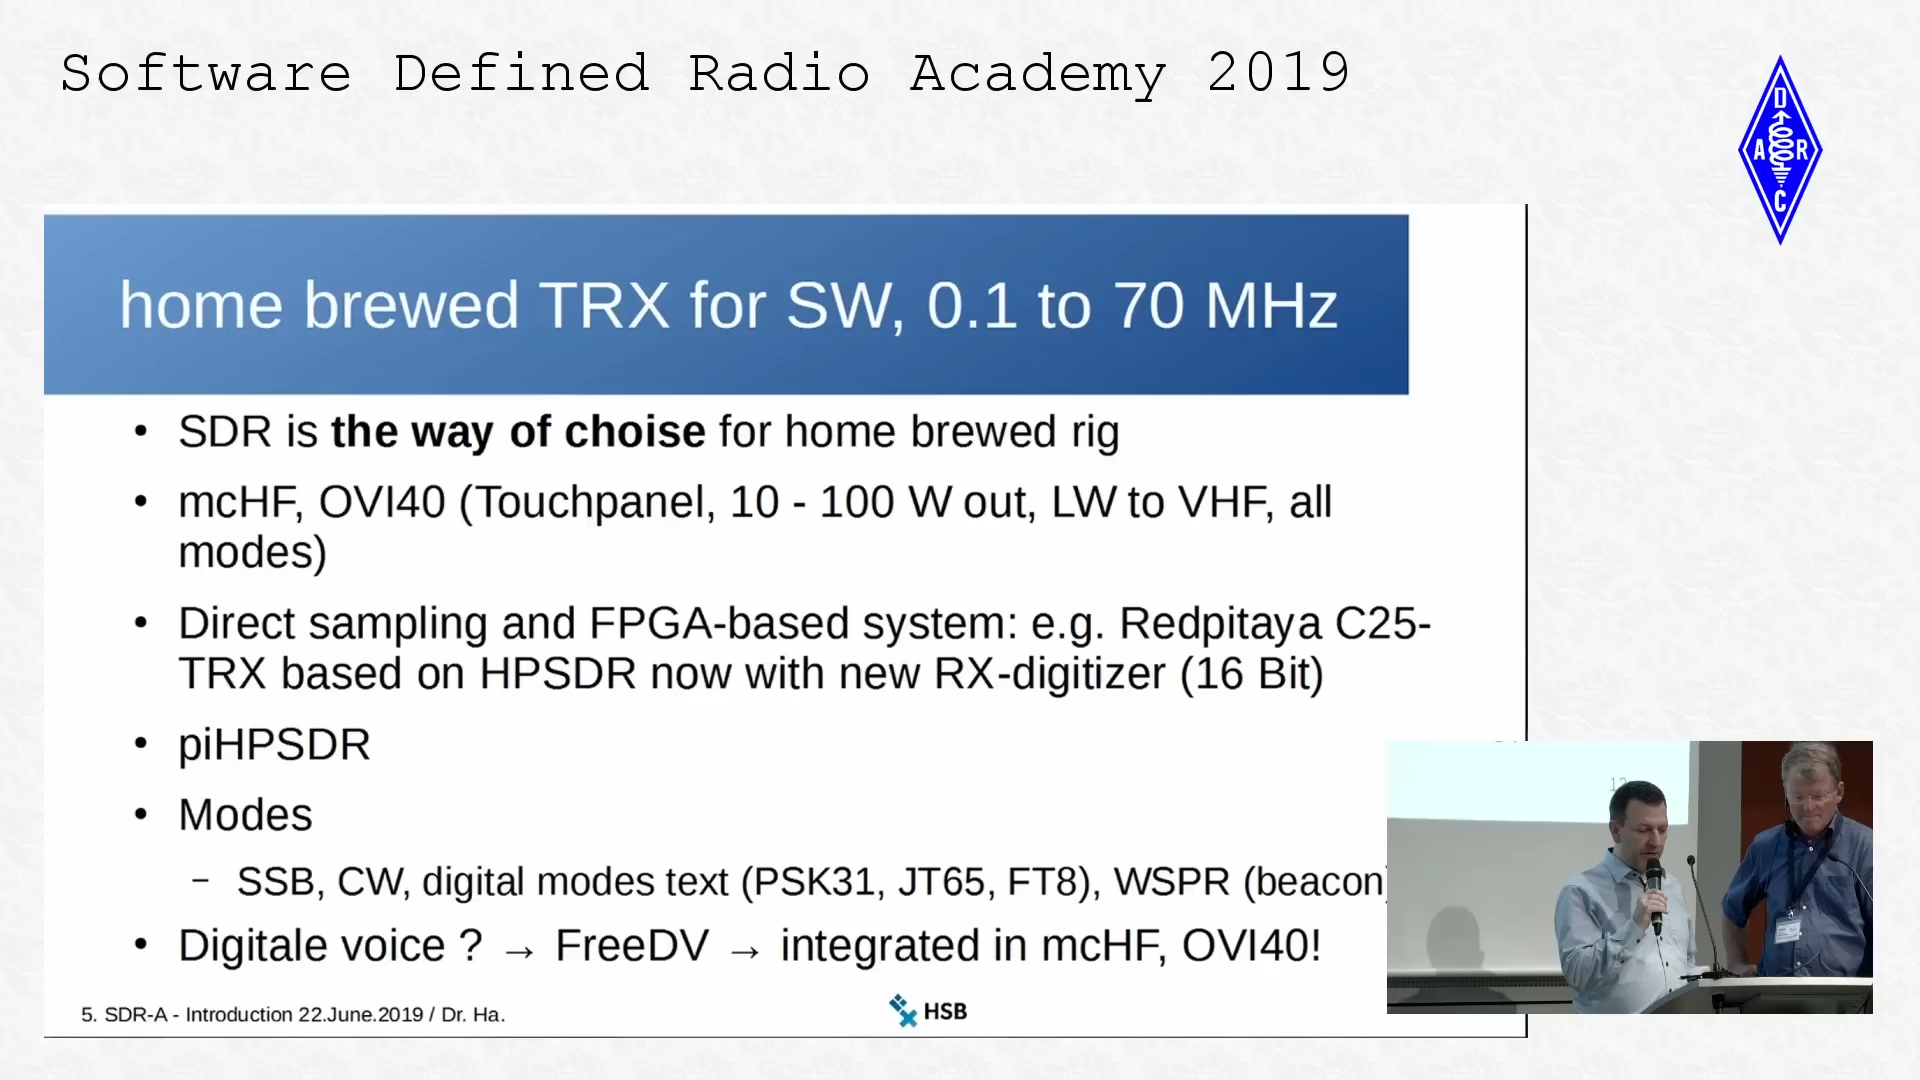 Software Defined Radio Academy 2019
D
A R
C
home brewed TRX for SW, 0.1 to 70 MHz
• SDR is the way of choise for home brewed rig
• mcHF, OVI40 (Touchpanel, 10 - 100 W out, LW to VHF, all
modes)
• Direct sampling and FPGA-based system: e.g. Redpitaya C25-
TRX based on HPSDR now with new RX-digitizer (16 Bit)
• piHPSDR
• Modes
– SSB, CW, digital modes text (PSK31, JT65, FT8), WSPR (beacon)
• Digitale voice ? → FreeDV → integrated in mcHF, OVI40!
5. SDR-A - Introduction 22.June.2019 / Dr. Ha.
HSB